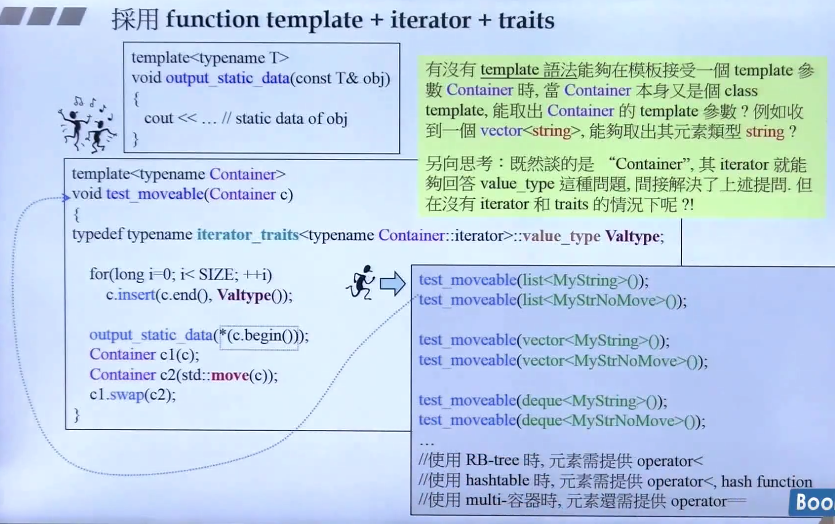 採用 function template + iterator + traits
template<typename T>
void output_static_data(const T& obj)
{
cout << … // static data of obj
}
有沒有 template 語法能夠在模板接受一個 template 參
數 Container 時, 當 Container 本身又是個 class
template, 能取出 Container 的 template 參數？例如收
到一個 vector<string>, 能夠取出其元素類型 string？
另向思考：既然談的是 “Container”, 其 iterator 就能
夠回答 value_type 這種問題, 間接解決了上述提問. 但
在沒有 iterator 和 traits 的情況下呢 ?!
template<typename Container>
void test_moveable(Container c)
{
typedef typename iterator_traits<typename Container::iterator>::value_type Valtype;
for(long i=0; i< SIZE; ++i)
c.insert(c.end(), Valtype());
output_static_data(*(c.begin()));
Container c1(c);
Container c2(std::move(c));
c1.swap(c2);
}
test_moveable(list<MyString>());
test_moveable(list<MyStrNoMove>());
test_moveable(vector<MyString>());
test_moveable(vector<MyStrNoMove>());
test_moveable(deque<MyString>());
test_moveable(deque<MyStrNoMove>());
…
//使用 RB-tree 時, 元素需提供 operator<
//使用 hashtable 時, 元素需提供 operator<, hash function
//使用 multi-容器時, 元素還需提供 operator==
Boo